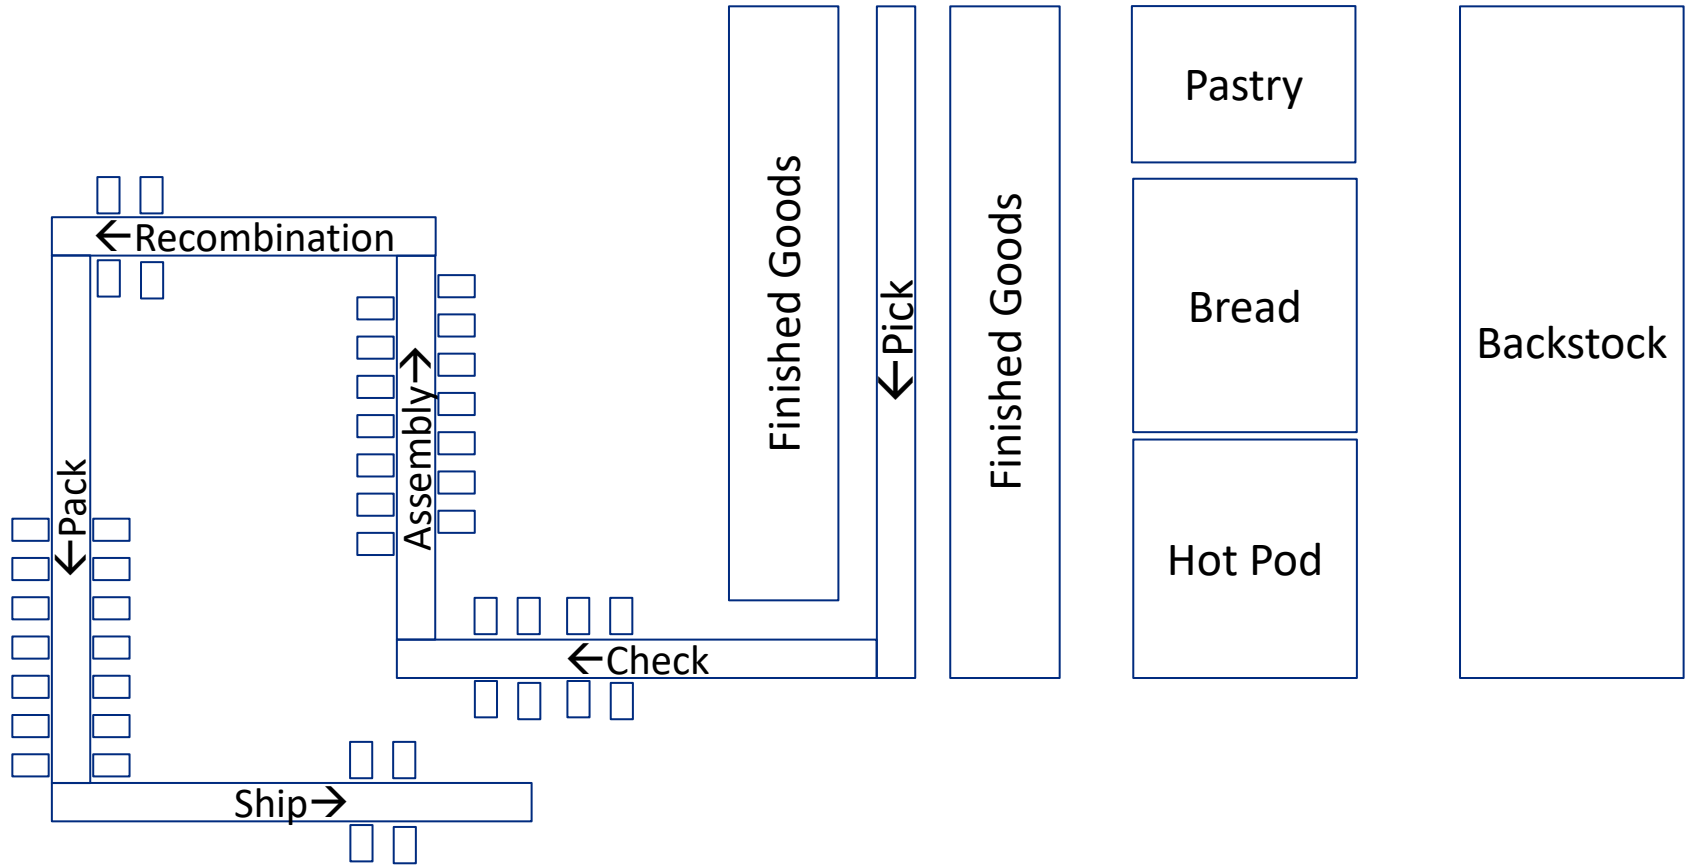 Finished Goods
←Pick
Finished Goods
Pastry
Bread
Hot Pod
Backstock
←Check
Assembly→
←Recombination
←Pack
Ship→